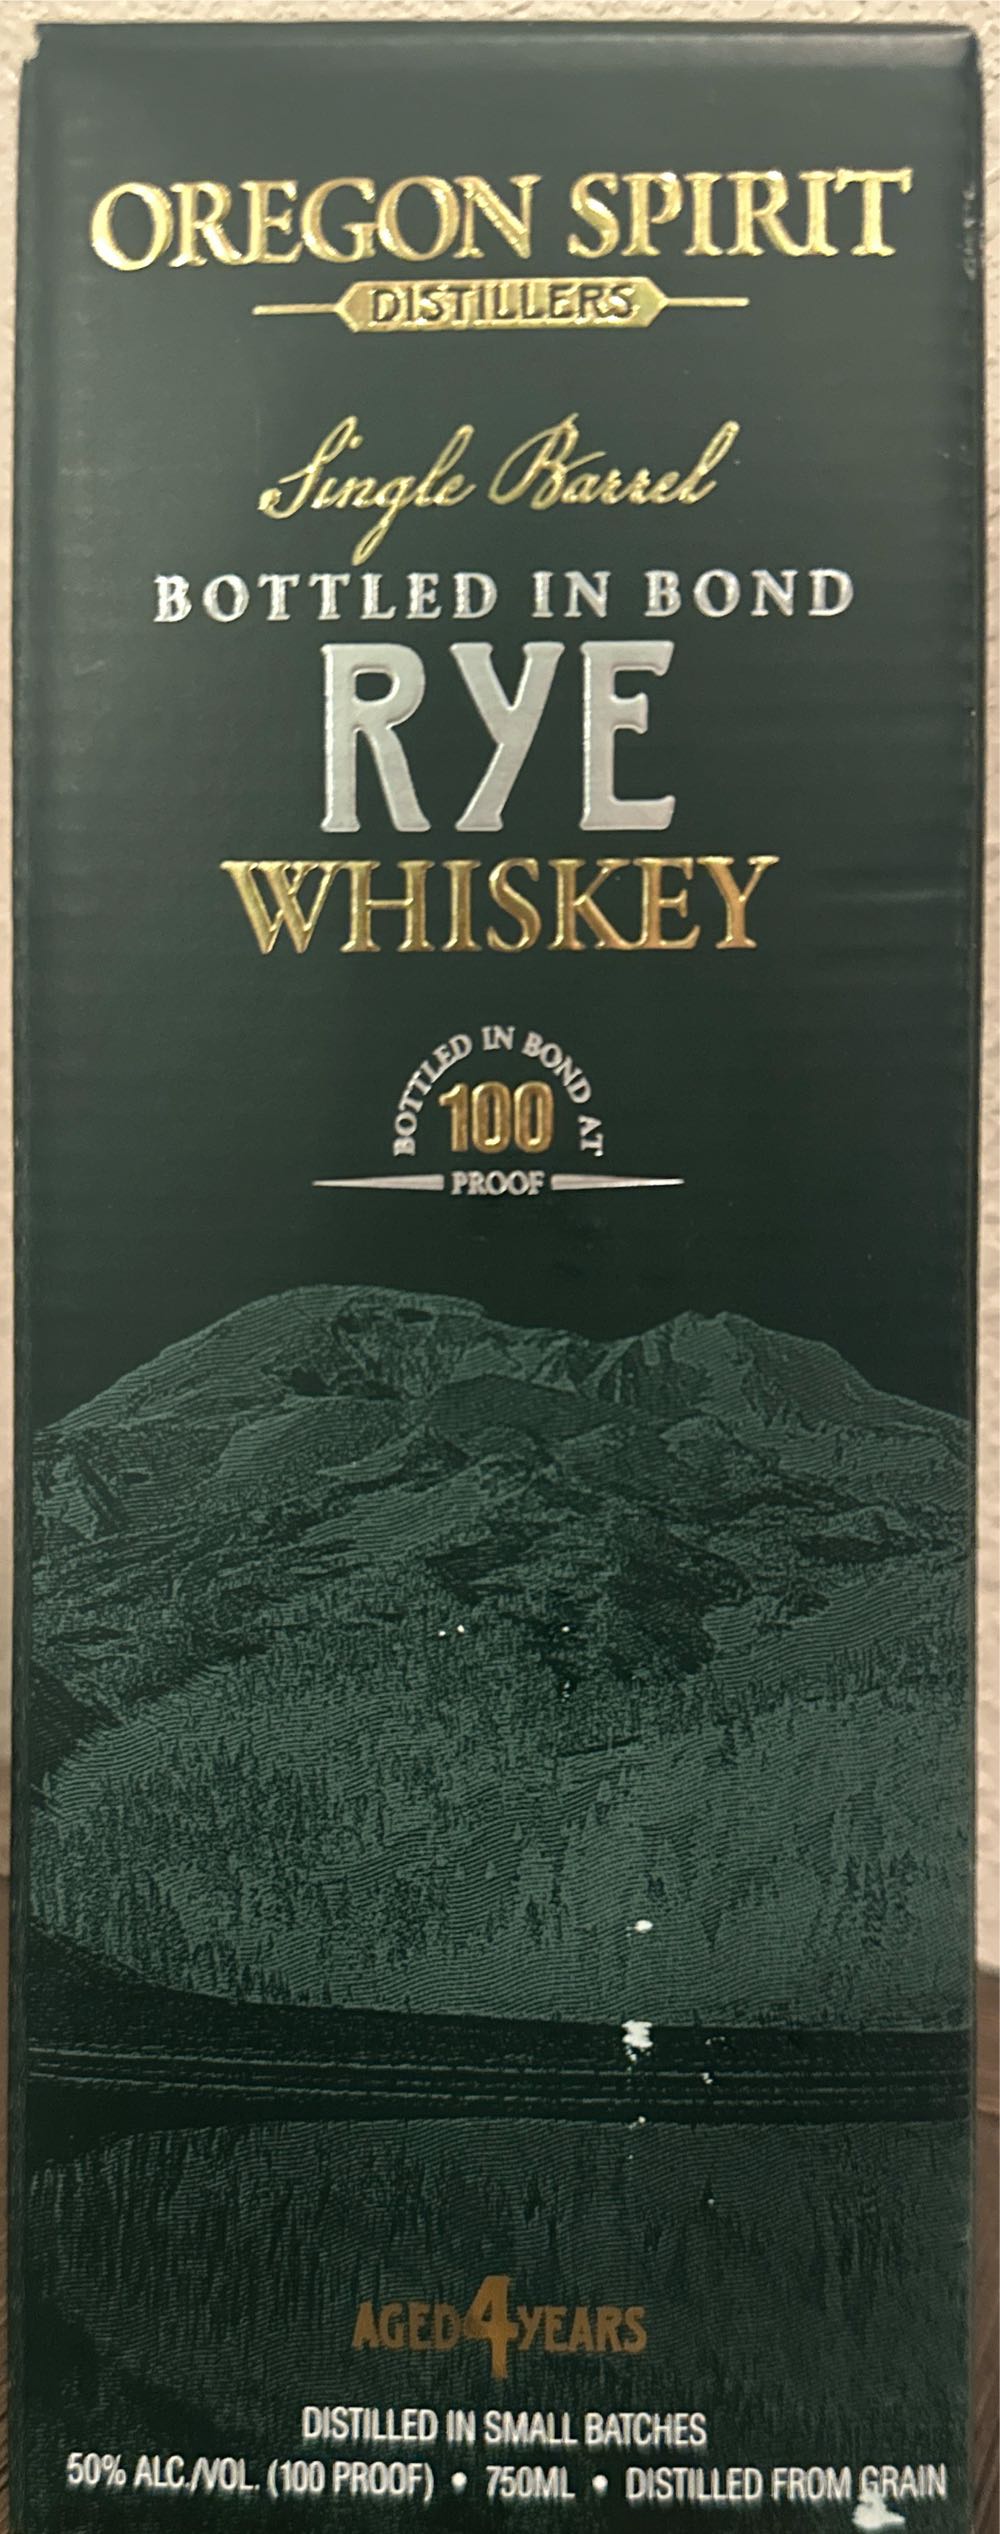 OREGON SPIRIT
DISTILLERS
Single Barrel
BOTTLED IN BOND
RYE
WHISKEY
BOTTLED IN BOND AT
100
PROOF
AGED 4 YEARS
DISTILLED IN SMALL BATCHES
50% ALC./VOL. (100 PROOF) • 750ML • DISTILLED FROM GRAIN